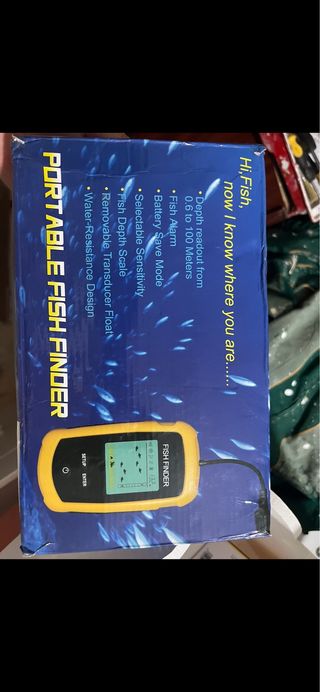 Hi,Fish,
now I know where you are......
• Depth readout from
0.6 to 100 Meters
• Fish Alarm
• Battery Save Mode
• Selectable Sensitivity
• Fish Depth Scale
• Removable Transducer Float
• Water-Resistance Design
PORTABLE FISH FINDER
FISH FINDER
SETUP ENTER